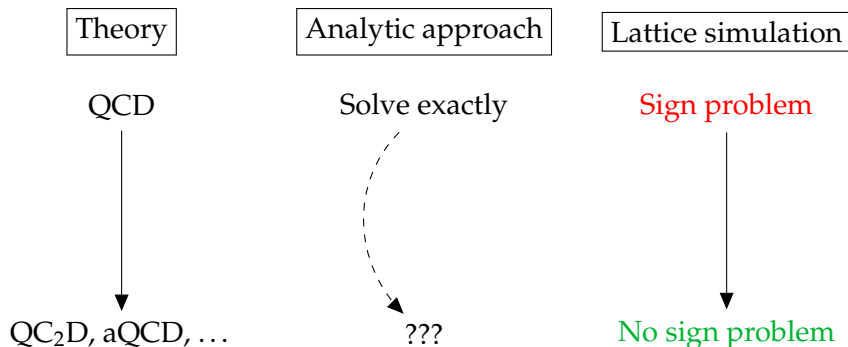 Theory Analytic approach Lattice simulation
QCD Solve exactly Sign problem
QC₂D, aQCD, … ??? No sign problem